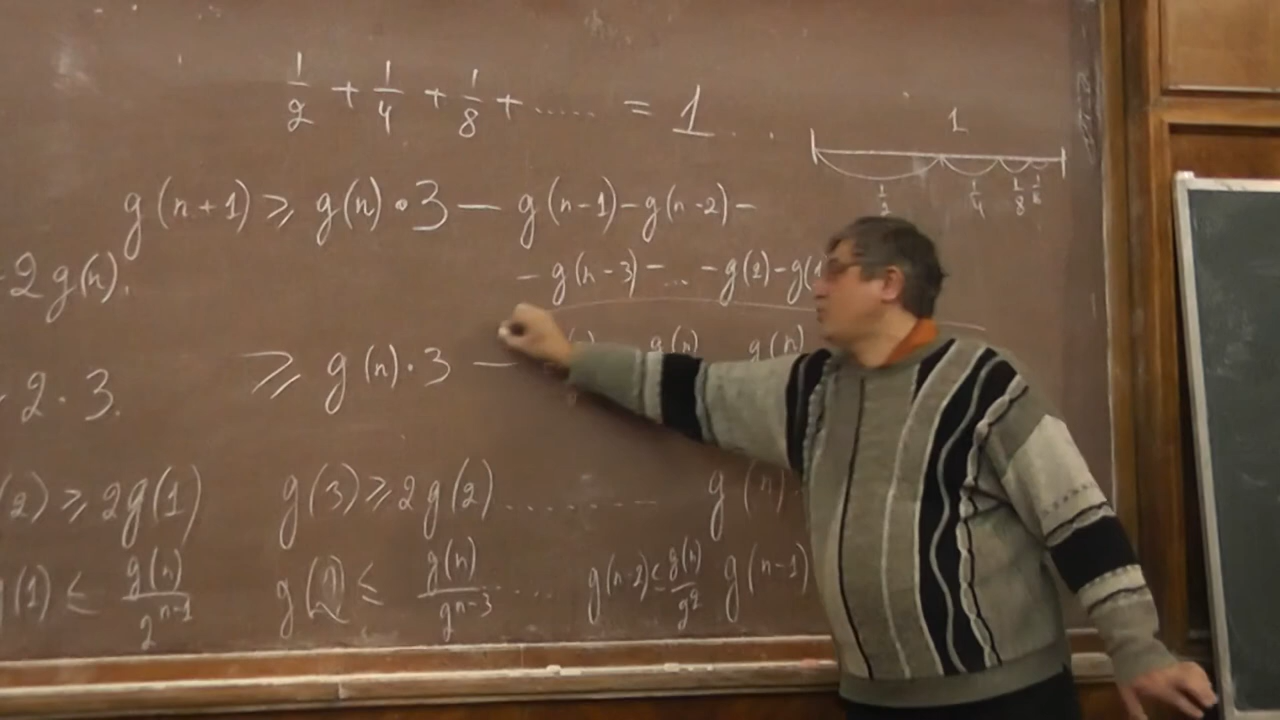 1/2 + 1/4 + 1/8 + ...... = 1
1
1/2 1/4 1/8
g(n+1) ⩾ g(n)·3 — g(n-1)-g(n-2)-
2g(n).
-g(n-3)-...-g(2)-g(1
⩾ g(n)·3 — g(n) g(n)
2·3.
(2) ⩾ 2g(1) g(3) ⩾ 2g(2) ......... g(n)
g(1) ⩽ g(n)/2^{n-1} g(2) ⩽ g(n)/2^{n-3} .... g(n-2) ⩽ g(n)/2^2 g(n-1)